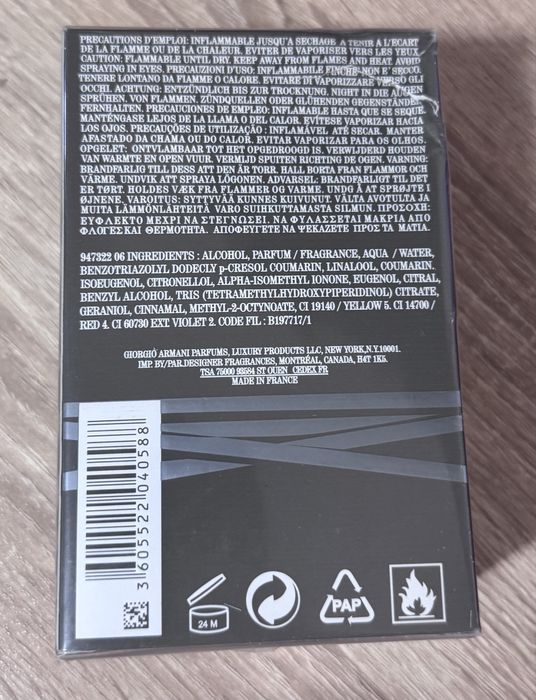 PRECAUTIONS D'EMPLOI: INFLAMMABLE JUSQU'A SECHAGE A TENIR A L'ECART
DE LA FLAMME OU DE LA CHALEUR. EVITER DE VAPORISER VERS LES YEUX
CAUTION: FLAMMABLE UNTIL DRY. KEEP AWAY FROM FLAMES AND HEAT. AVOID
SPRAYING IN EYES. PRECAUZIONI D'USO: INFLAMMABILE FINCHE NON E' SECCO.
TENERE LONTANO DA FLAMME O CALORE. EVITARE DI VAPORIZZARE VERSO GLI
OCCHI. ACHTUNG: ENTZÜNDLICH BIS ZUR TROCKNUNG. NIGHT IN DIE AUGEN
SPRÜHEN, VON FLAMMEN. ZÜNDQUELLEN ODER GLÜHENDEN GEGENSTÄNDEN
FERNHALTEN. PRECAUCIONES DE EMPLEO: INFLAMABLE HASTA QUE SE SEQUE.
MANTÉNGASE LEJOS DE LA LLAMA O DEL CALOR. EVÍTESE VAPORIZAR HACIA
LOS OJOS. PRECAUÇÕES DE UTILIZAÇÃO : INFLAMÁVEL ATÉ SECAR. MANTER
AFASTADO DA CHAMA OU DO CALOR. EVITAR VAPORIZAR PARA OS OLHOS.
OPGELET: ONTVLAMBAAR TOT HET OPGEDROOGD IS. VERWIJDERD HOUDEN
VAN WARMTE EN OPEN VUUR. VERMIJD SPUITEN RICHTING DE OGEN. VARNING:
BRANDFARLIG TILL DESS ATT DEN ÄR TORR. HALL BORTA FRAN FLAMMOR OCH
VÄRME. UNDVIK ATT SPRAYA LÖGONEN. ADVARSEL: BRANDFARLIGT TIL DET
ER TØRT. HOLDES VÆK FRA FLAMMER OG VARME. UNDG Å AT SPRØJTE I
ØJNENE. VAROITUS: SYTTYVÄÄ KUNNES KUIVUNUT. VÄLTA AVOTULTA JA
MUITA LÄMMÖNLÄHTEITÄ VARO SUHKUTTAMASTA SILMUN. ΠΡΟΣΟΧΗ:
ΕΥΦΛΕΚΤΟ ΜΕΧΡΙ ΝΑ ΣΤΕΓΝΩΣΕΙ. ΝΑ ΦΥΛΑΣΣΕΤΑΙ ΜΑΚΡΙΑ ΑΠΟ
ΦΛΟΓΕΣ ΚΑΙ ΘΕΡΜΟΤΗΤΑ. ΑΠΟΦΕΥΓΕΤΕ ΝΑ ΨΕΚΑΖΕΤΕ ΠΡΟΣ ΤΑ ΜΑΤΙΑ.
947322 06 INGREDIENTS : ALCOHOL, PARFUM / FRAGRANCE, AQUA / WATER,
BENZOTRIAZOLYL DODECLY p-CRESOL COUMARIN, LINALOOL, COUMARIN.
ISOEUGENOL, CITRONELLOL, ALPHA-ISOMETHYL IONONE, EUGENOL, CITRAL,
BENZYL ALCOHOL, TRIS (TETRAMETHYLHYDROXYPIPERIDINOL) CITRATE,
GERANIOL, CINNAMAL, METHYL-2-OCTYNOATE, CI 19140 / YELLOW 5. CI 14700 /
RED 4. CI 60730 EXT VIOLET 2. CODE FIL : B197717/1
GIORGIO ARMANI PARFUMS, LUXURY PRODUCTS LLC, NEW YORK,N.Y.10001.
IMP. BY/PAR.DESIGNER FRAGRANCES, MONTRÉAL, CANADA, H4T 1K5.
TSA 75000 93584 ST OUEN CEDEX FR
MADE IN FRANCE
3 605522 040588
24 M
PAP